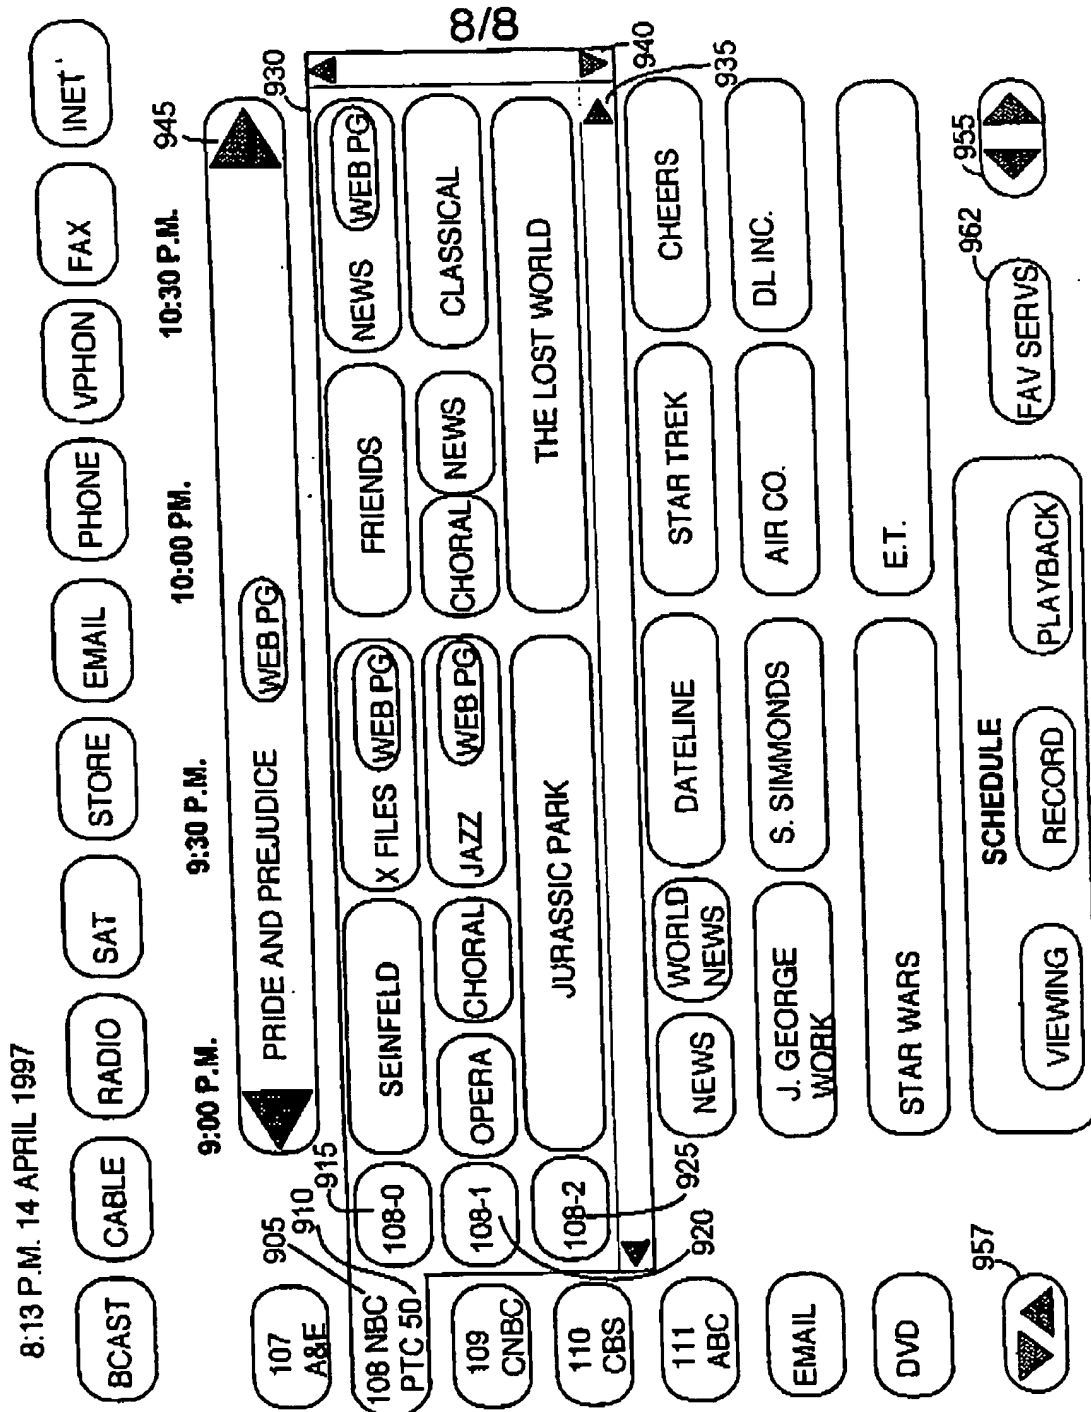 8:13 P.M. 14 APRIL 1997
BCAST CABLE RADIO SAT STORE EMAIL PHONE VPHON FAX INET
9:00 P.M. 9:30 P.M. 10:00 PM. 10:30 P.M.
945
107
A&E
PRIDE AND PREJUDICE WEB PG
905
910
915
930
108 NBC
PTC 50
108-0 SEINFELD X FILES WEB PG FRIENDS NEWS WEB PG
8/8
109
CNBC
108-1 OPERA CHORAL JAZZ WEB PG CHORAL NEWS CLASSICAL
110
CBS
108-2 JURASSIC PARK THE LOST WORLD
920
925
940
935
111
ABC
NEWS WORLD
NEWS
DATELINE STAR TREK CHEERS
EMAIL J. GEORGE
WORK
S. SIMMONDS AIR CO. DL INC.
DVD STAR WARS E.T.
957
SCHEDULE
VIEWING RECORD PLAYBACK
962
FAV SERVS
955